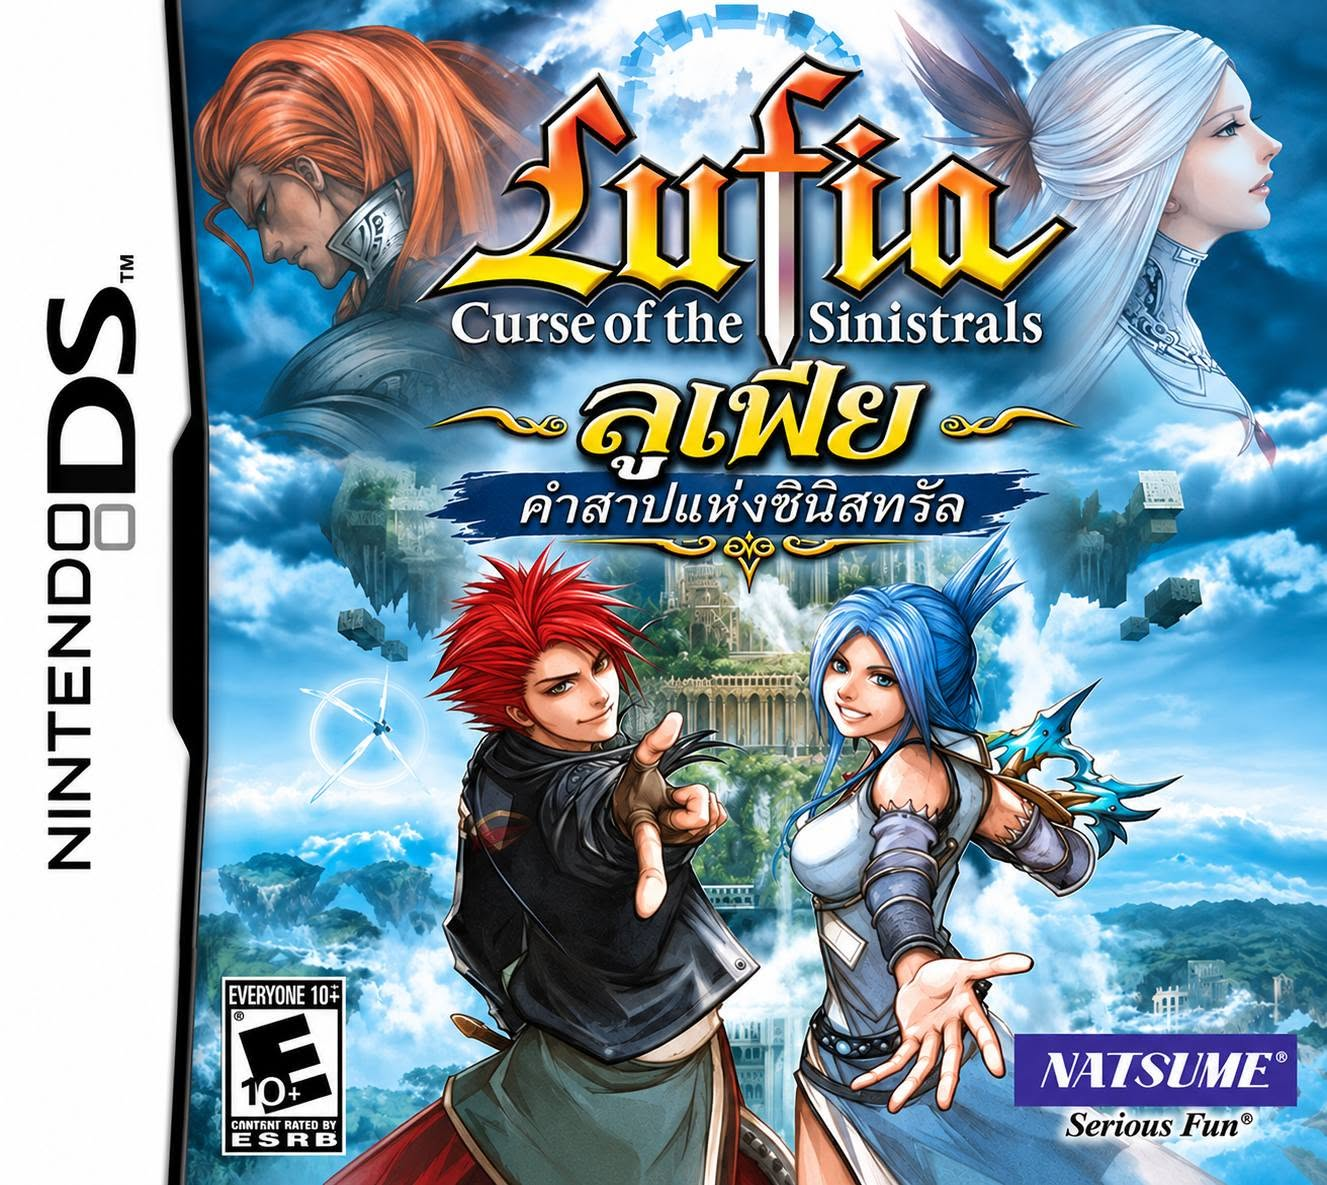 NINTENDO DS™
Lufia
Curse of the Sinistrals
ลูเฟีย
คำสาปแห่งซินิสทรัล
EVERYONE 10+
®
E
10+
CONTENT RATED BY
ESRB
NATSUME®
Serious Fun®